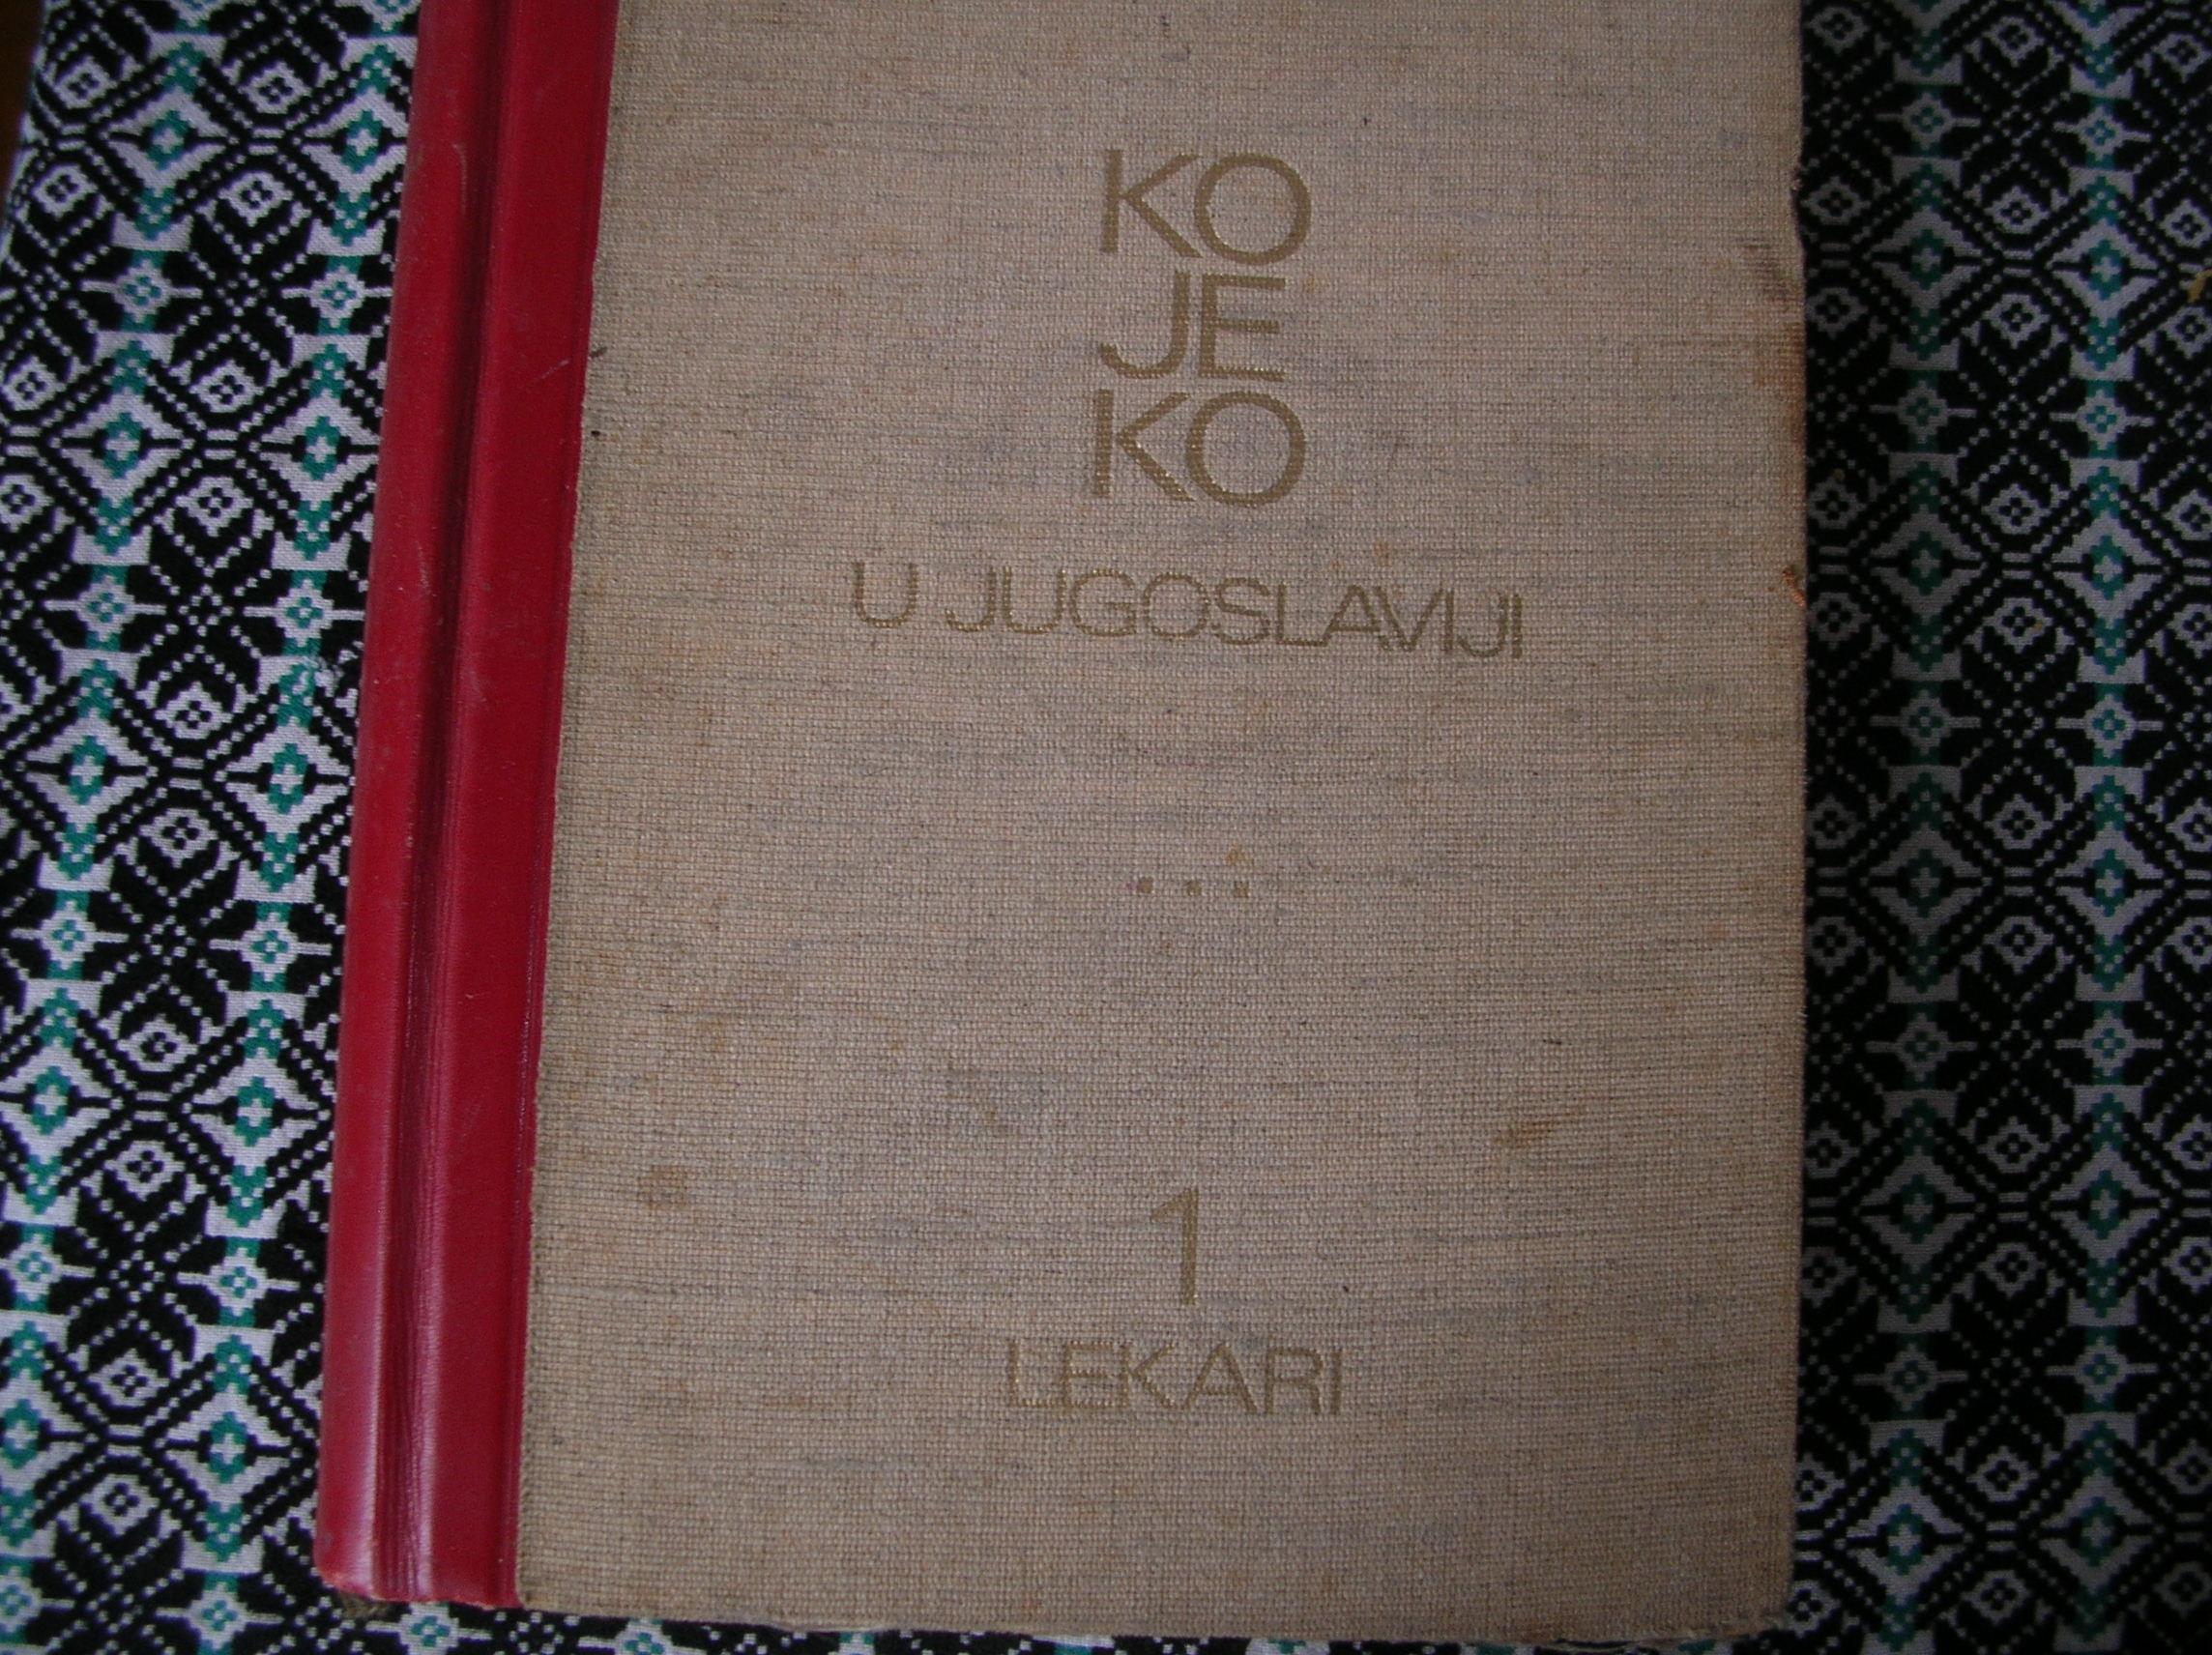 KO
JE
KO
U JUGOSLAVIJI
...
1
LEKARI